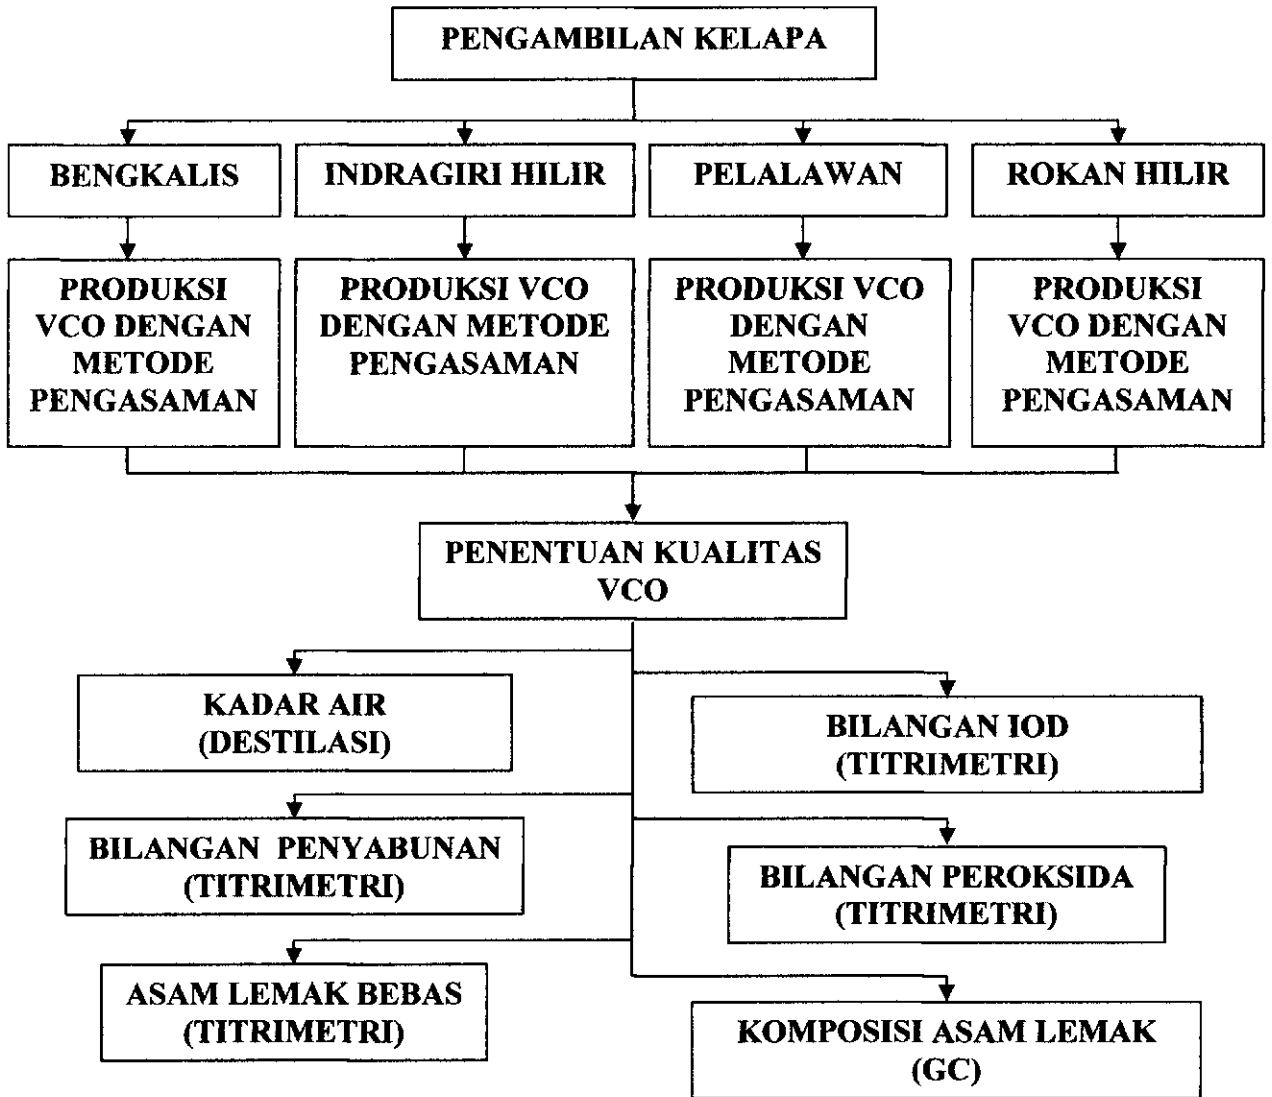 PENGAMBILAN KELAPA
BENGKALIS
INDRAGIRI HILIR
PELALAWAN
ROKAN HILIR
PRODUKSI
VCO DENGAN
METODE
PENGASAMAN
PRODUKSI VCO
DENGAN METODE
PENGASAMAN
PRODUKSI VCO
DENGAN
METODE
PENGASAMAN
PRODUKSI
VCO DENGAN
METODE
PENGASAMAN
PENENTUAN KUALITAS
VCO
KADAR AIR
(DESTILASI)
BILANGAN IOD
(TITRIMETRI)
BILANGAN PENYABUNAN
(TITRIMETRI)
BILANGAN PEROKSIDA
(TITRIMETRI)
ASAM LEMAK BEBAS
(TITRIMETRI)
KOMPOSISI ASAM LEMAK
(GC)